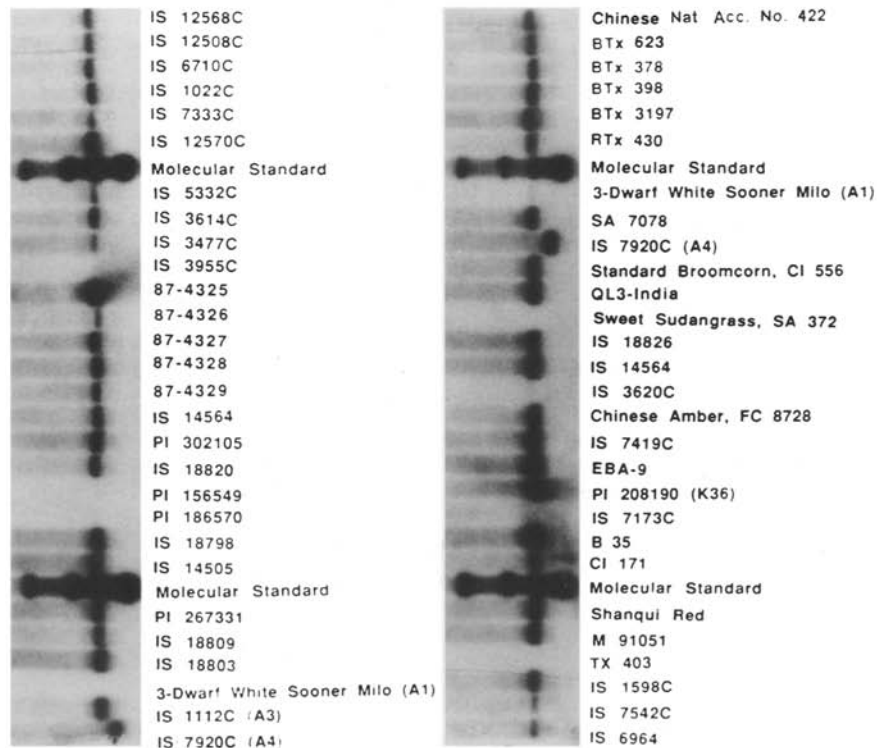 IS 12568C
IS 12508C
IS 6710C
IS 1022C
IS 7333C
IS 12570C
Molecular Standard
IS 5332C
IS 3614C
IS 3477C
IS 3955C
87-4325
87-4326
87-4327
87-4328
87-4329
IS 14564
PI 302105
IS 18820
PI 156549
PI 186570
IS 18798
IS 14505
Molecular Standard
PI 267331
IS 18809
IS 18803
3-Dwarf White Sooner Milo (A1)
IS 1112C (A3)
IS 7920C (A4)
Chinese Nat Acc. No. 422
BTx 623
BTx 378
BTx 398
BTx 3197
RTx 430
Molecular Standard
3-Dwarf White Sooner Milo (A1)
SA 7078
IS 7920C (A4)
Standard Broomcorn, CI 556
QL3-India
Sweet Sudangrass, SA 372
IS 18826
IS 14564
IS 3620C
Chinese Amber, FC 8728
IS 7419C
EBA-9
PI 208190 (K36)
IS 7173C
B 35
CI 171
Molecular Standard
Shanqui Red
M 91051
TX 403
IS 1598C
IS 7542C
IS 6964